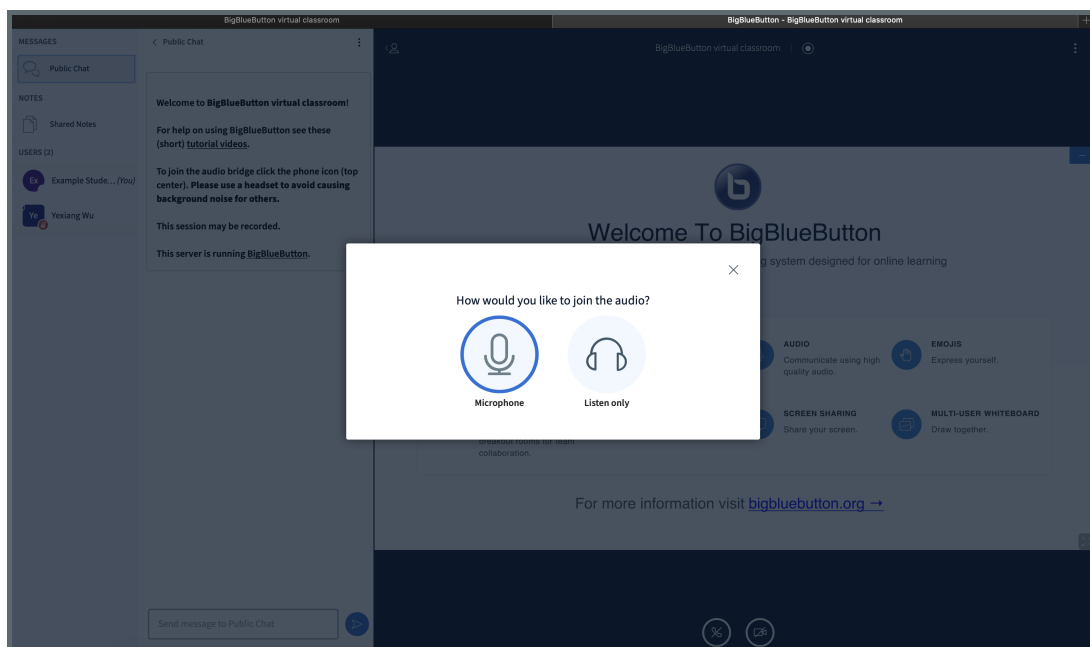 BigBlueButton virtual classroom
BigBlueButton - BigBlueButton virtual classroom
MESSAGES
Public Chat
NOTES
Shared Notes
USERS (2)
Ex
Example Stude... (You)
Ye
Yexiang Wu
Public Chat
Welcome to BigBlueButton virtual classroom!
For help on using BigBlueButton see these
(short) tutorial videos.
To join the audio bridge click the phone icon (top
center). Please use a headset to avoid causing
background noise for others.
This session may be recorded.
This server is running BigBlueButton.
Send message to Public Chat
BigBlueButton virtual classroom
Welcome To BigBlueButton
system designed for online learning
How would you like to join the audio?
Microphone
Listen only
AUDIO
Communicate using high
quality audio.
EMOJIS
Express yourself.
SCREEN SHARING
Share your screen.
MULTI-USER WHITEBOARD
Draw together.
breakout rooms for team
collaboration.
For more information visit bigbluebutton.org →